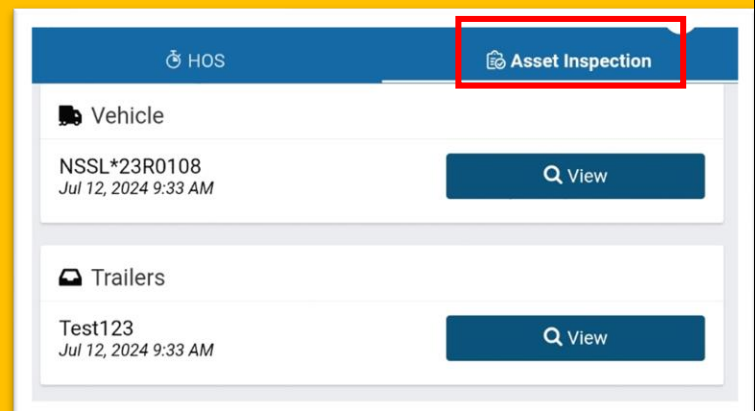 HOS
Asset Inspection
Vehicle
NSSL*23R0108
Jul 12, 2024 9:33 AM
View
Trailers
Test123
Jul 12, 2024 9:33 AM
View